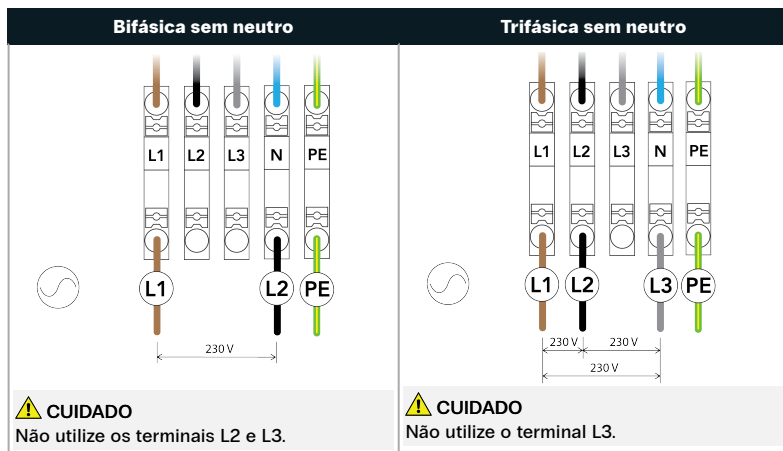 Bifásica sem neutro
L1 L2 L3 N PE
L1 L2 PE
230 V
CUIDADO
Não utilize os terminais L2 e L3.
Trifásica sem neutro
L1 L2 L3 N PE
L1 L2 L3 PE
230 V 230 V
230 V
CUIDADO
Não utilize o terminal L3.